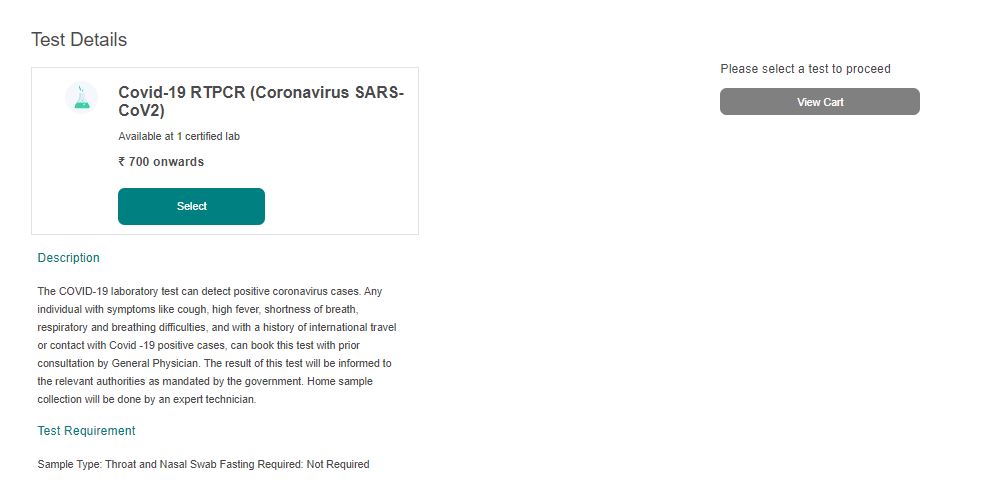 Test Details
Covid-19 RTPCR (Coronavirus SARS-
CoV2)
Available at 1 certified lab
₹ 700 onwards
Select
Please select a test to proceed
View Cart
Description
The COVID-19 laboratory test can detect positive coronavirus cases. Any
individual with symptoms like cough, high fever, shortness of breath,
respiratory and breathing difficulties, and with a history of international travel
or contact with Covid -19 positive cases, can book this test with prior
consultation by General Physician. The result of this test will be informed to
the relevant authorities as mandated by the government. Home sample
collection will be done by an expert technician.
Test Requirement
Sample Type: Throat and Nasal Swab Fasting Required: Not Required